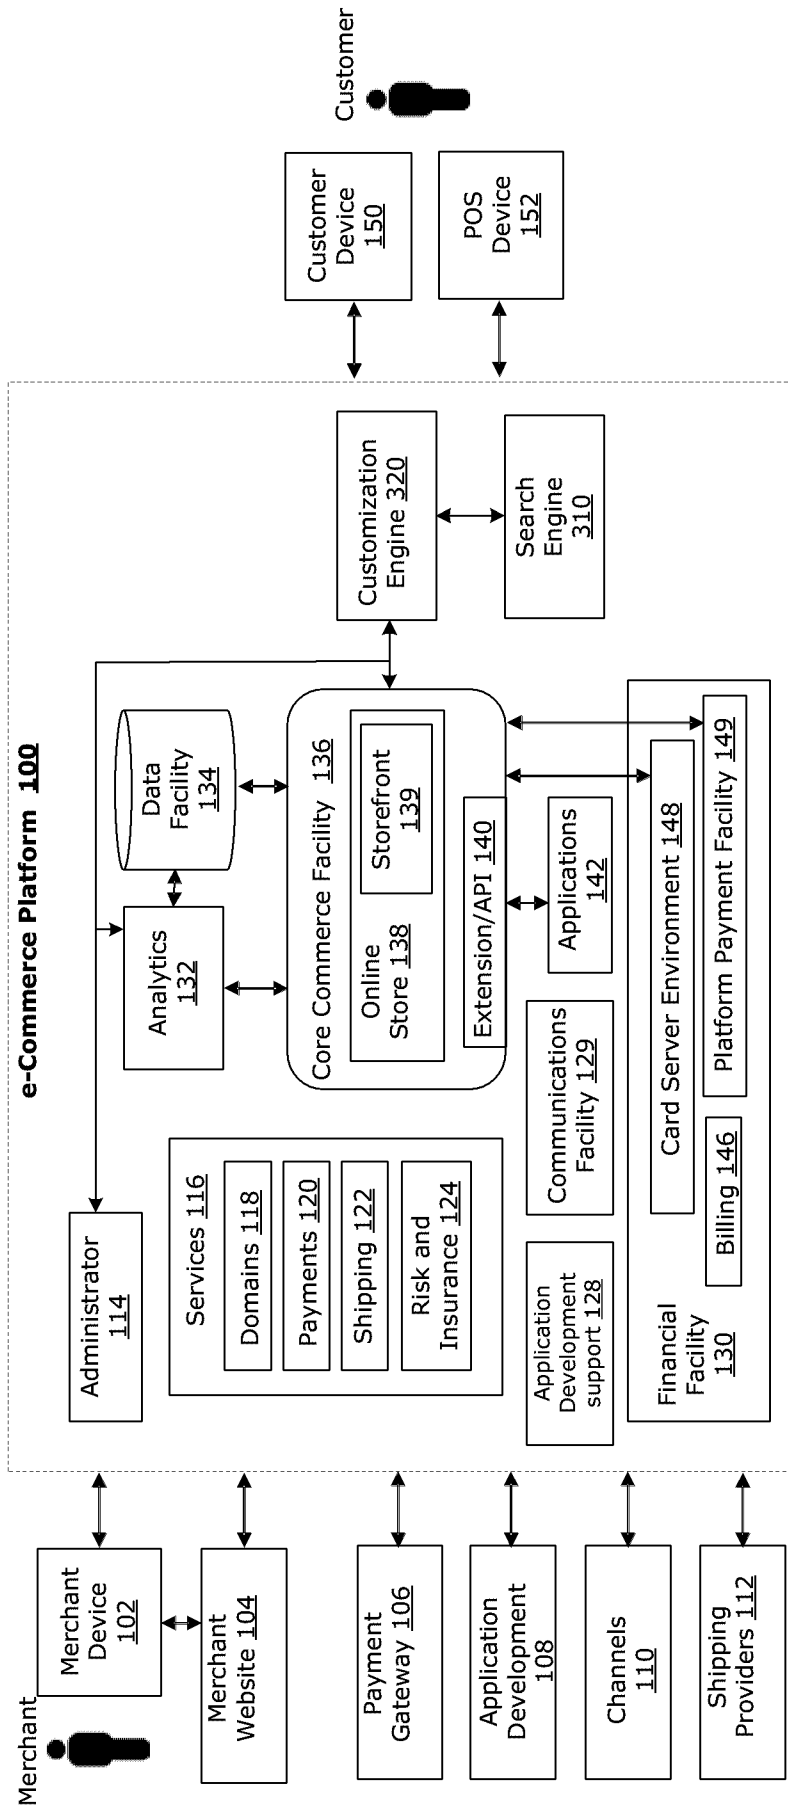 e-Commerce Platform 100
Merchant
Merchant
Device
102
Merchant
Website 104
Payment
Gateway 106
Application
Development
108
Channels
110
Shipping
Providers 112
Administrator
114
Services 116
Domains 118
Payments 120
Shipping 122
Risk and
Insurance 124
Application
Development
support 128
Communications
Facility 129
Financial
Facility
130
Billing 146
Card Server Environment 148
Platform Payment Facility 149
Analytics
132
Data
Facility
134
Core Commerce Facility 136
Online
Store 138
Storefront
139
Extension/API 140
Applications
142
Customization
Engine 320
Search
Engine
310
Customer
Device
150
POS
Device
152
Customer